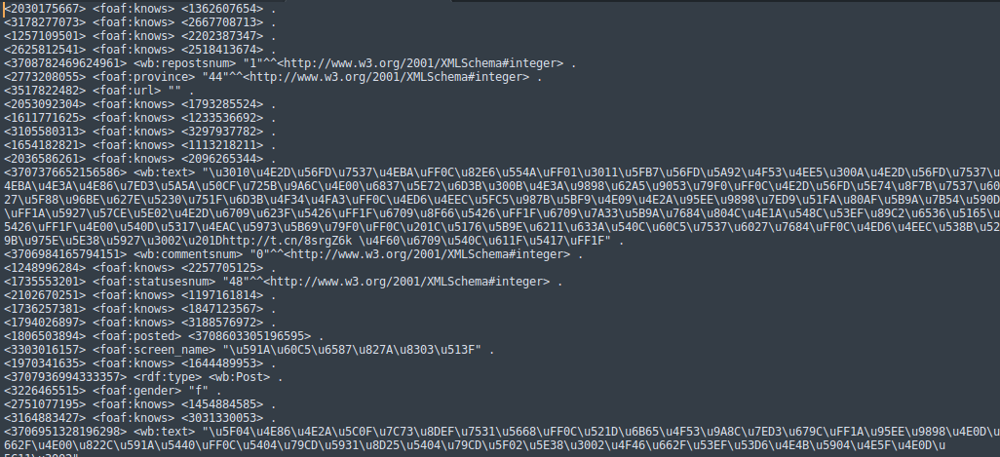 <2030175667> <foaf:knows> <1362607654> .
<3178277073> <foaf:knows> <2667708713> .
<1257109501> <foaf:knows> <2202387347> .
<2625812541> <foaf:knows> <2518413674> .
<3708782469624961> <wb:repostsnum> "1"^^<http://www.w3.org/2001/XMLSchema#integer> .
<2773208055> <foaf:province> "44"^^<http://www.w3.org/2001/XMLSchema#integer> .
<3517822482> <foaf:url> "" .
<2053092304> <foaf:knows> <1793285524> .
<1611771625> <foaf:knows> <1233536692> .
<3105580313> <foaf:knows> <3297937782> .
<1654182821> <foaf:knows> <1113218211> .
<2036586261> <foaf:knows> <2096265344> .
<3707376652156586> <wb:text> "\u3010\u4E2D\u56FD\u7537\u4EBA\uFF0C\u82E6\u554A\uFF01\u3011\u5FB7\u56FD\u5A92\u4F53\u4EE5\u300A\u4E2D\u56FD\u7537\u
4EBA\u4E3A\u4E86\u7ED3\u5A5A\u50CF\u725B\u9A6C\u4E00\u6837\u5E72\u6D3B\u300B\u4E3A\u9898\u62A5\u9053\u79F0\uFF0C\u4E2D\u56FD\u5E74\u8F7B\u7537\u60
27\u5F88\u96BE\u627E\u5230\u751F\u6D3B\u4F34\u4FA3\uFF0C\u4ED6\u4EEC\u5FC5\u987B\u5BF9\u4E09\u4E2A\u95EE\u9898\u7ED9\u51FA\u80AF\u5B9A\u7B54\u590D
\uFF1A\u5927\u57CE\u5E02\u4E2D\u6709\u623F\u5426\uFF1F\u6709\u8F66\u5426\uFF1F\u6709\u7A33\u5B9A\u7684\u804C\u4E1A\u548C\u53EF\u89C2\u6536\u5165\u
5426\uFF1F\u4E00\u540D\u5317\u4EAC\u5973\u5B69\u79F0\uFF0C\u201C\u5176\u5B9E\u6211\u633A\u540C\u60C5\u7537\u6027\u7684\uFF0C\u4ED6\u4EEC\u538B\u52
9B\u975E\u5E38\u5927\u3002\u201Dhttp://t.cn/8srgZ6k \u4F60\u6709\u540C\u611F\u5417\uFF1F" .
<3706984165794151> <wb:commentsnum> "0"^^<http://www.w3.org/2001/XMLSchema#integer> .
<1248996284> <foaf:knows> <2257705125> .
<1735553201> <foaf:statusesnum> "48"^^<http://www.w3.org/2001/XMLSchema#integer> .
<2102670251> <foaf:knows> <1197161814> .
<1736257381> <foaf:knows> <1847123567> .
<1794026897> <foaf:knows> <3188576972> .
<1806503894> <foaf:posted> <3708603305196595> .
<3303016157> <foaf:screen_name> "\u591A\u60C5\u6587\u827A\u8303\u513F" .
<1970341635> <foaf:knows> <1644489953> .
<3707936994333357> <rdf:type> <wb:Post> .
<3226465515> <foaf:gender> "f" .
<2751077195> <foaf:knows> <1454884585> .
<3164883427> <foaf:knows> <3031330053> .
<3706951328196298> <wb:text> "\u5F04\u4E86\u4E2A\u5C0F\u7C73\u8DEF\u7531\u5668\uFF0C\u521D\u6B65\u4F53\u9A8C\u7ED3\u679C\uFF1A\u95EE\u9898\u4E0D\u
662F\u4E00\u822C\u591A\u5440\uFF0C\u5404\u79CD\u5931\u8D25\u5404\u79CD\u5F02\u5E38\u3002\u4F46\u662F\u53EF\u53D6\u4E4B\u5904\u4E5F\u4E0D\u